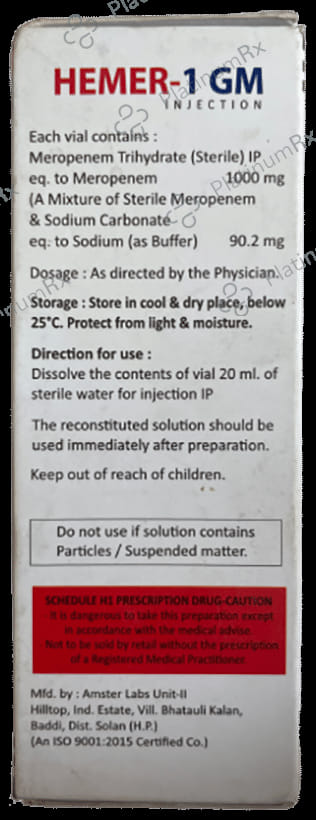 HEMER-1 GM
INJECTION
Each vial contains :
Meropenem Trihydrate (Sterile) IP
eq. to Meropenem 1000 mg
(A Mixture of Sterile Meropenem
& Sodium Carbonate
eq. to Sodium (as Buffer) 90.2 mg
Dosage : As directed by the Physician.
Storage : Store in cool & dry place, below
25°C. Protect from light & moisture.
Direction for use :
Dissolve the contents of vial 20 ml. of
sterile water for injection IP
The reconstituted solution should be
used immediately after preparation.
Keep out of reach of children.
Do not use if solution contains
Particles / Suspended matter.
SCHEDULE H1 PRESCRIPTION DRUG-CAUTION
- It is dangerous to take this preparation except
in accordance with the medical advise.
Not to be sold by retail without the prescription
of a Registered Medical Practitioner.
Mfd. by : Amster Labs Unit-II
Hilltop, Ind. Estate, Vill. Bhatauli Kalan,
Baddi, Dist. Solan (H.P.)
(An ISO 9001:2015 Certified Co.)
PlatinumRx